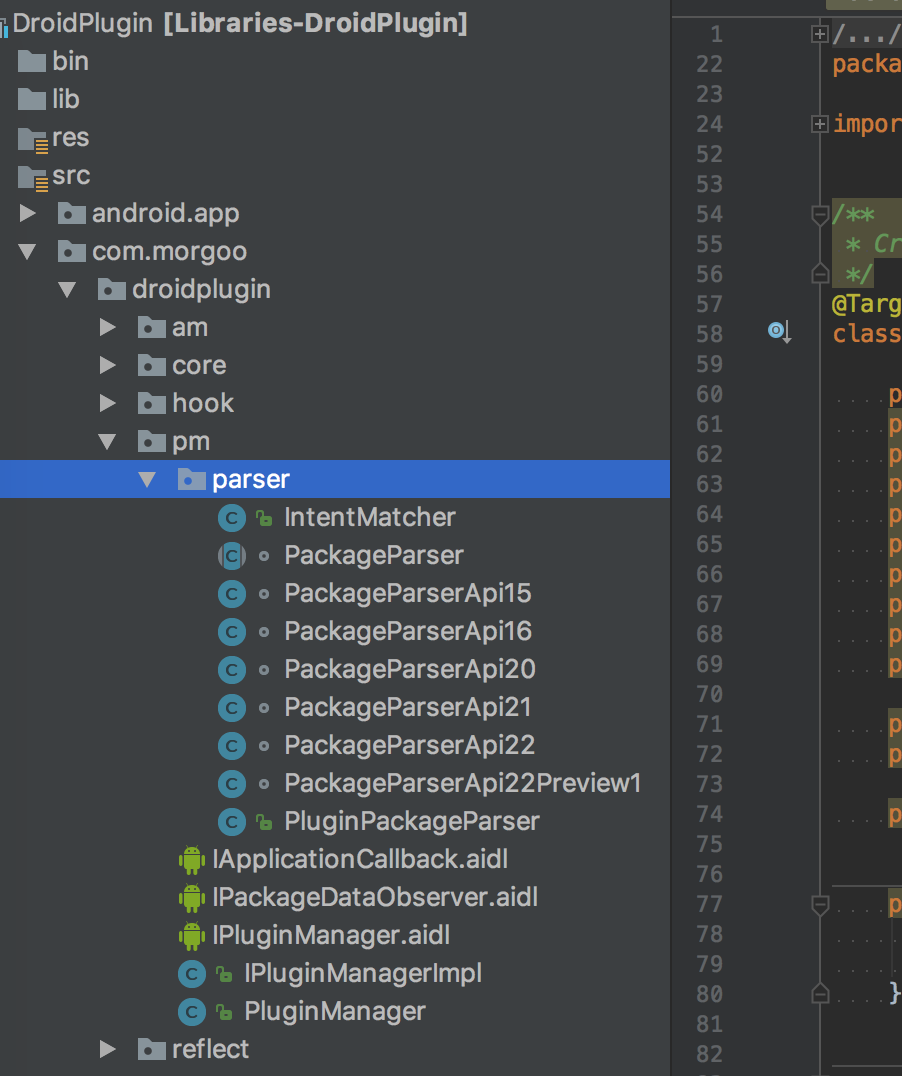 DroidPlugin [Libraries-DroidPlugin]
bin
lib
res
src
android.app
com.morgoo
droidplugin
am
core
hook
pm
parser
IntentMatcher
PackageParser
PackageParserApi15
PackageParserApi16
PackageParserApi20
PackageParserApi21
PackageParserApi22
PackageParserApi22Preview1
PluginPackageParser
IApplicationCallback.aidl
IPackageDataObserver.aidl
IPluginManager.aidl
IPluginManagerImpl
PluginManager
reflect
1 /.../
22 packa
23
24 impor
52
53
54 /**
55 * Cr
56 */
57 @Targ
58 class
59
60 p
61 p
62 p
63 p
64 p
65 p
66 p
67 p
68 p
69 p
70
71 p
72 p
73
74 p
75
76
77 p
78
79
80 }
81
82